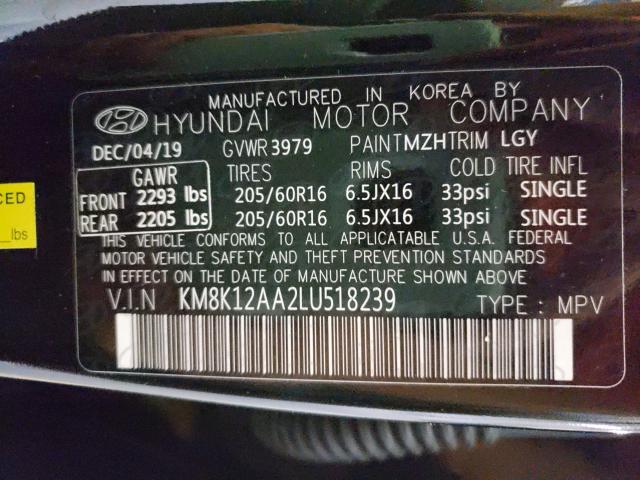 MANUFACTURED IN KOREA BY
HYUNDAI MOTOR COMPANY
DEC/04/19 GVWR 3979 PAINT MZH TRIM LGY
GAWR TIRES RIMS COLD TIRE INFL
FRONT 2293 lbs 205/60R16 6.5JX16 33psi SINGLE
REAR 2205 lbs 205/60R16 6.5JX16 33psi SINGLE
THIS VEHICLE CONFORMS TO ALL APPLICABLE U.S.A. FEDERAL
MOTOR VEHICLE SAFETY AND THEFT PREVENTION STANDARDS
IN EFFECT ON THE DATE OF MANUFACTURE SHOWN ABOVE.
V.I.N KM8K12AA2LU518239 TYPE : MPV
CED
lbs